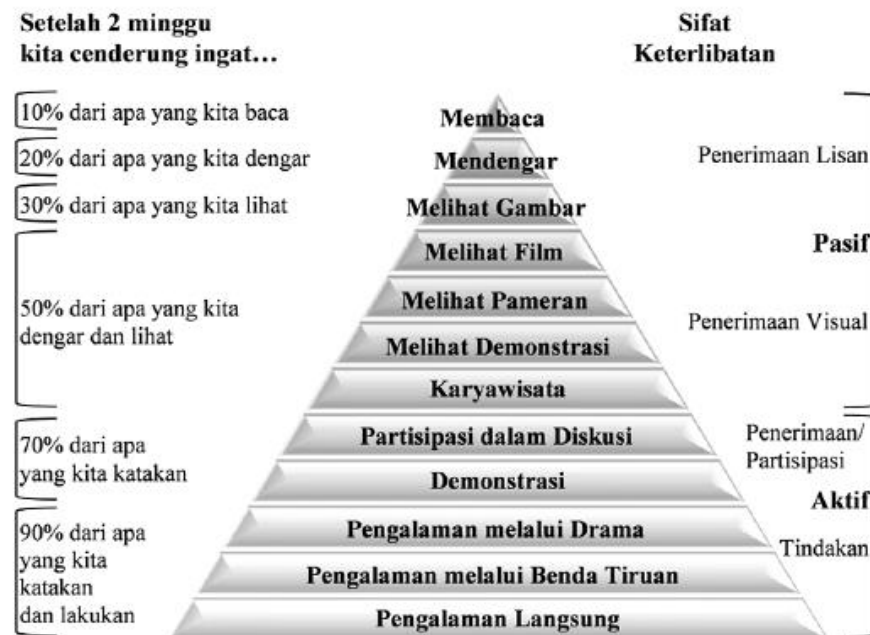 Setelah 2 minggu
kita cenderung ingat…
Sifat
Keterlibatan
10% dari apa yang kita baca
20% dari apa yang kita dengar
30% dari apa yang kita lihat
50% dari apa yang kita
dengar dan lihat
70% dari apa
yang kita katakan
90% dari apa
yang kita
katakan
dan lakukan
Membaca
Mendengar
Melihat Gambar
Melihat Film
Melihat Pameran
Melihat Demonstrasi
Karyawisata
Partisipasi dalam Diskusi
Demonstrasi
Pengalaman melalui Drama
Pengalaman melalui Benda Tiruan
Pengalaman Langsung
Penerimaan Lisan
Pasif
Penerimaan Visual
Penerimaan/
Partisipasi
Aktif
Tindakan